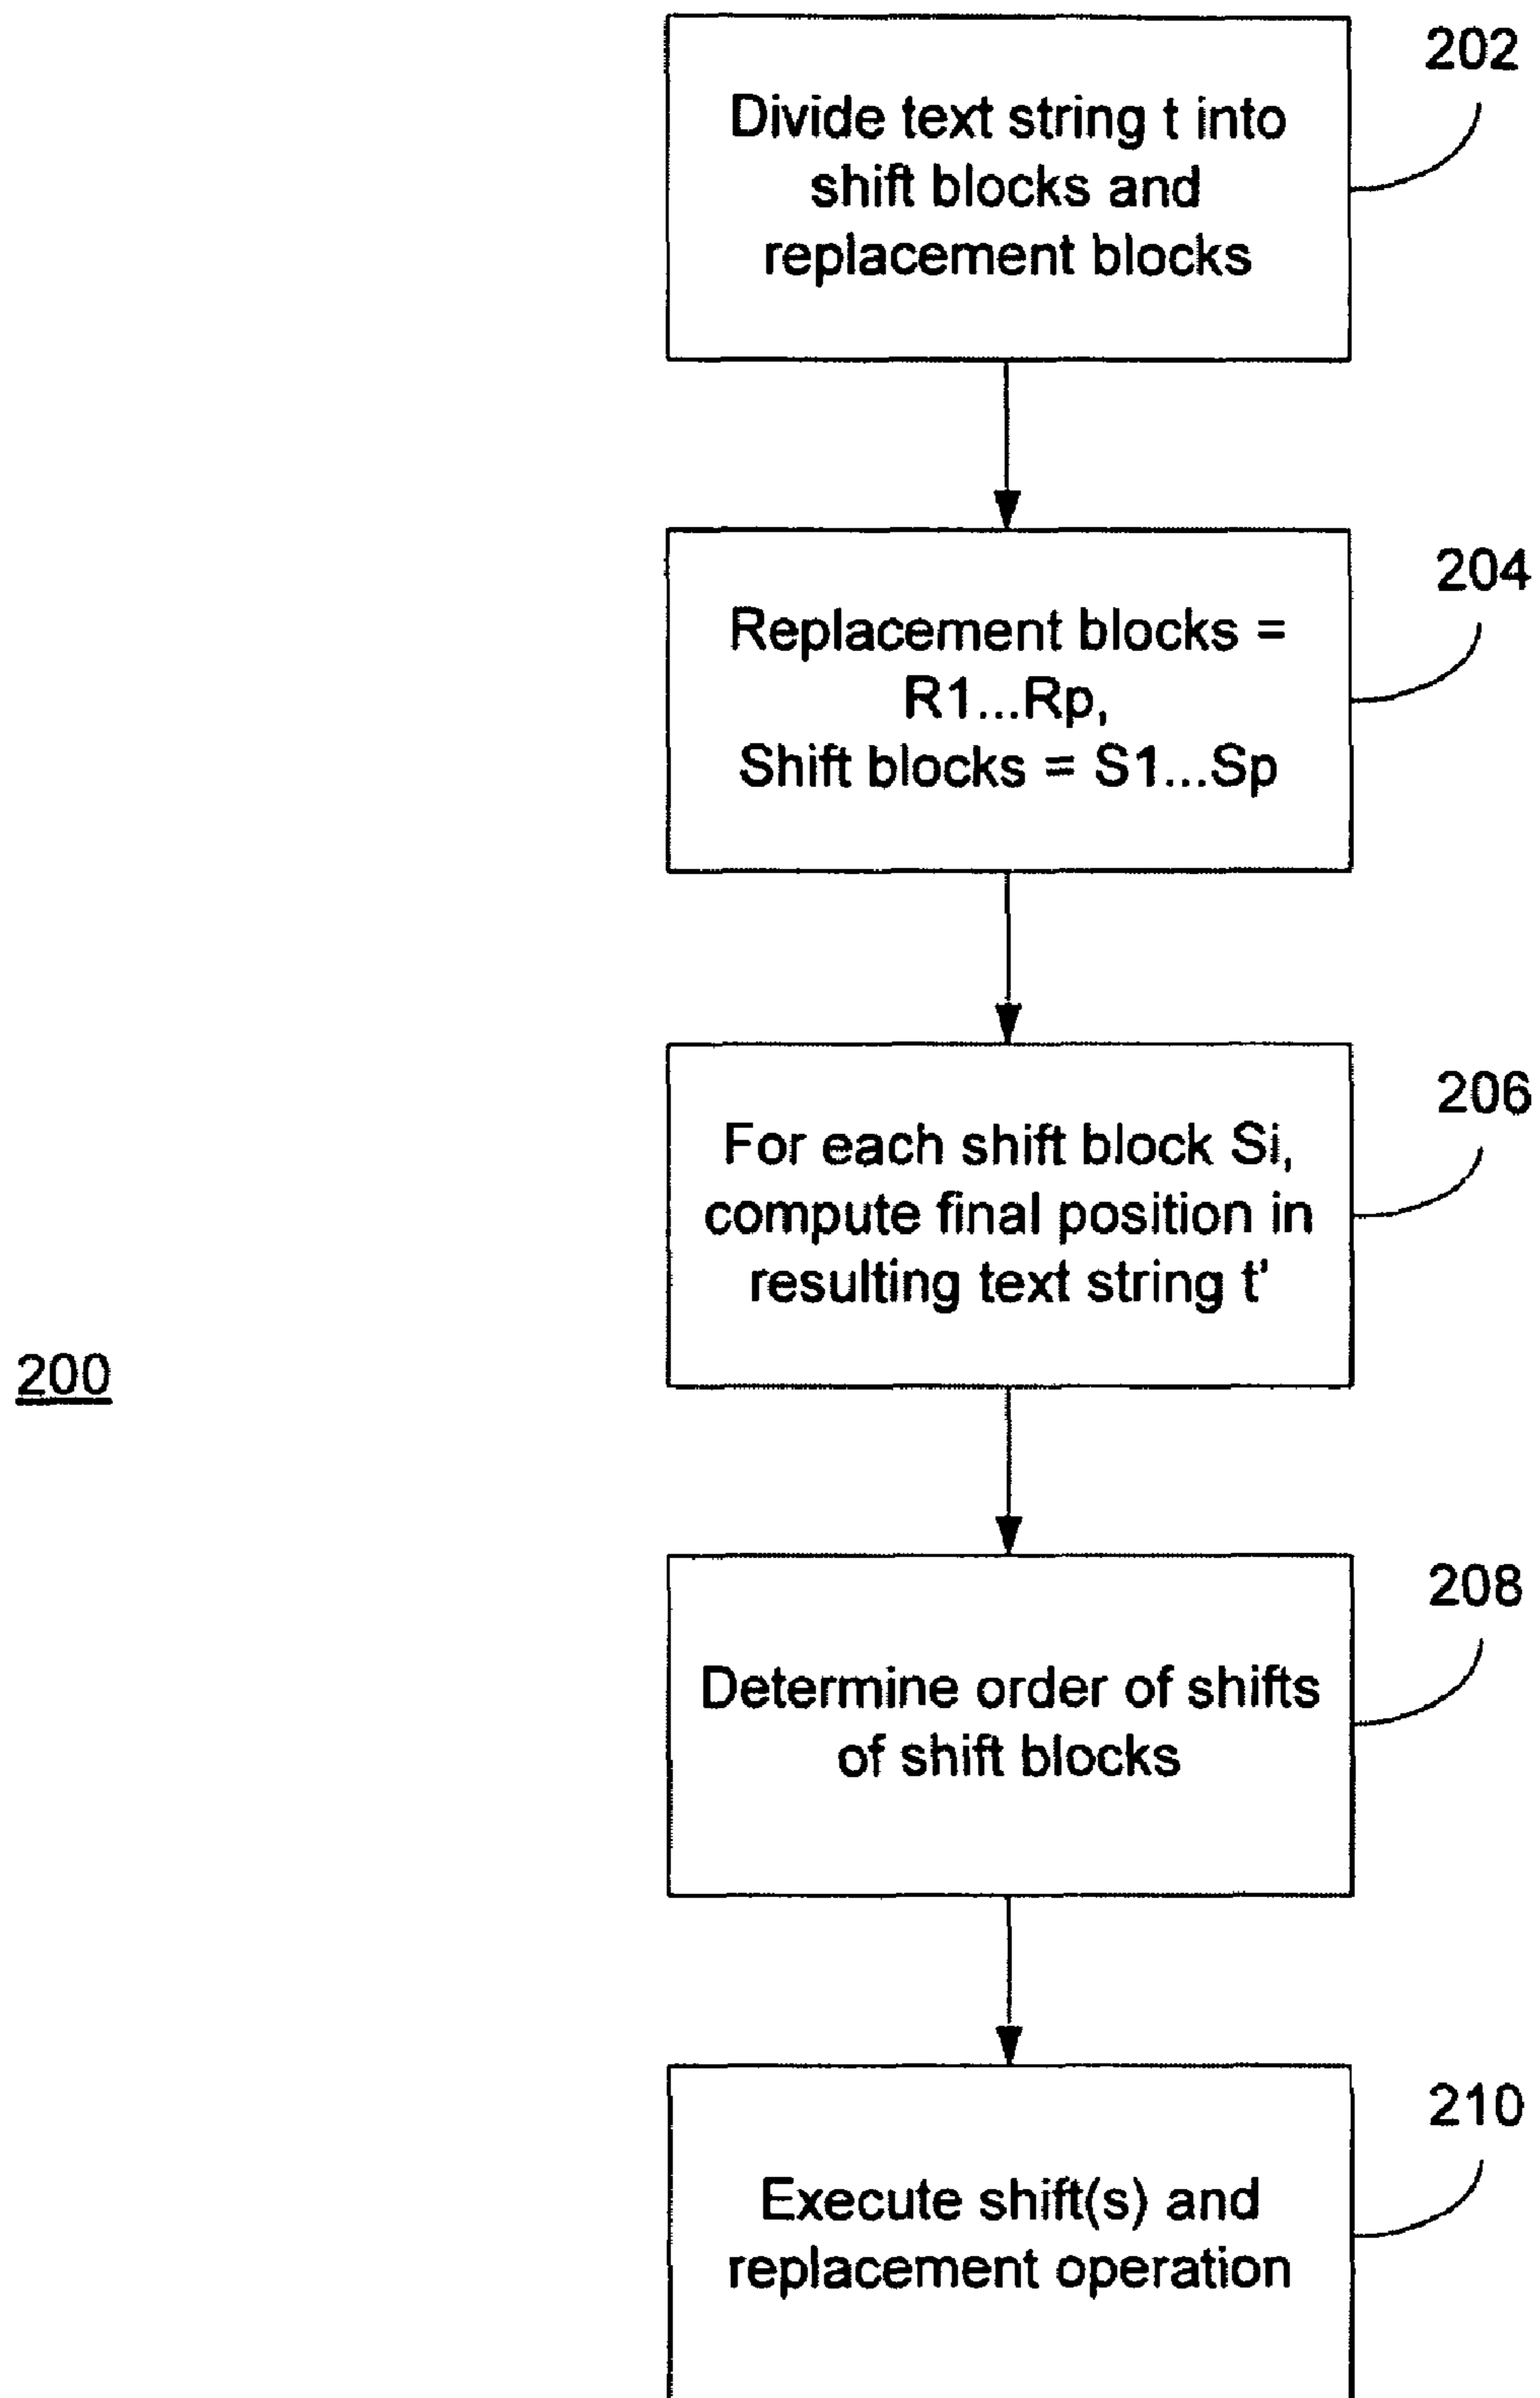 202
Divide text string t into
shift blocks and
replacement blocks
204
Replacement blocks =
R1...Rp,
Shift blocks = S1...Sp
206
For each shift block Si,
compute final position in
resulting text string t'
200
208
Determine order of shifts
of shift blocks
210
Execute shift(s) and
replacement operation